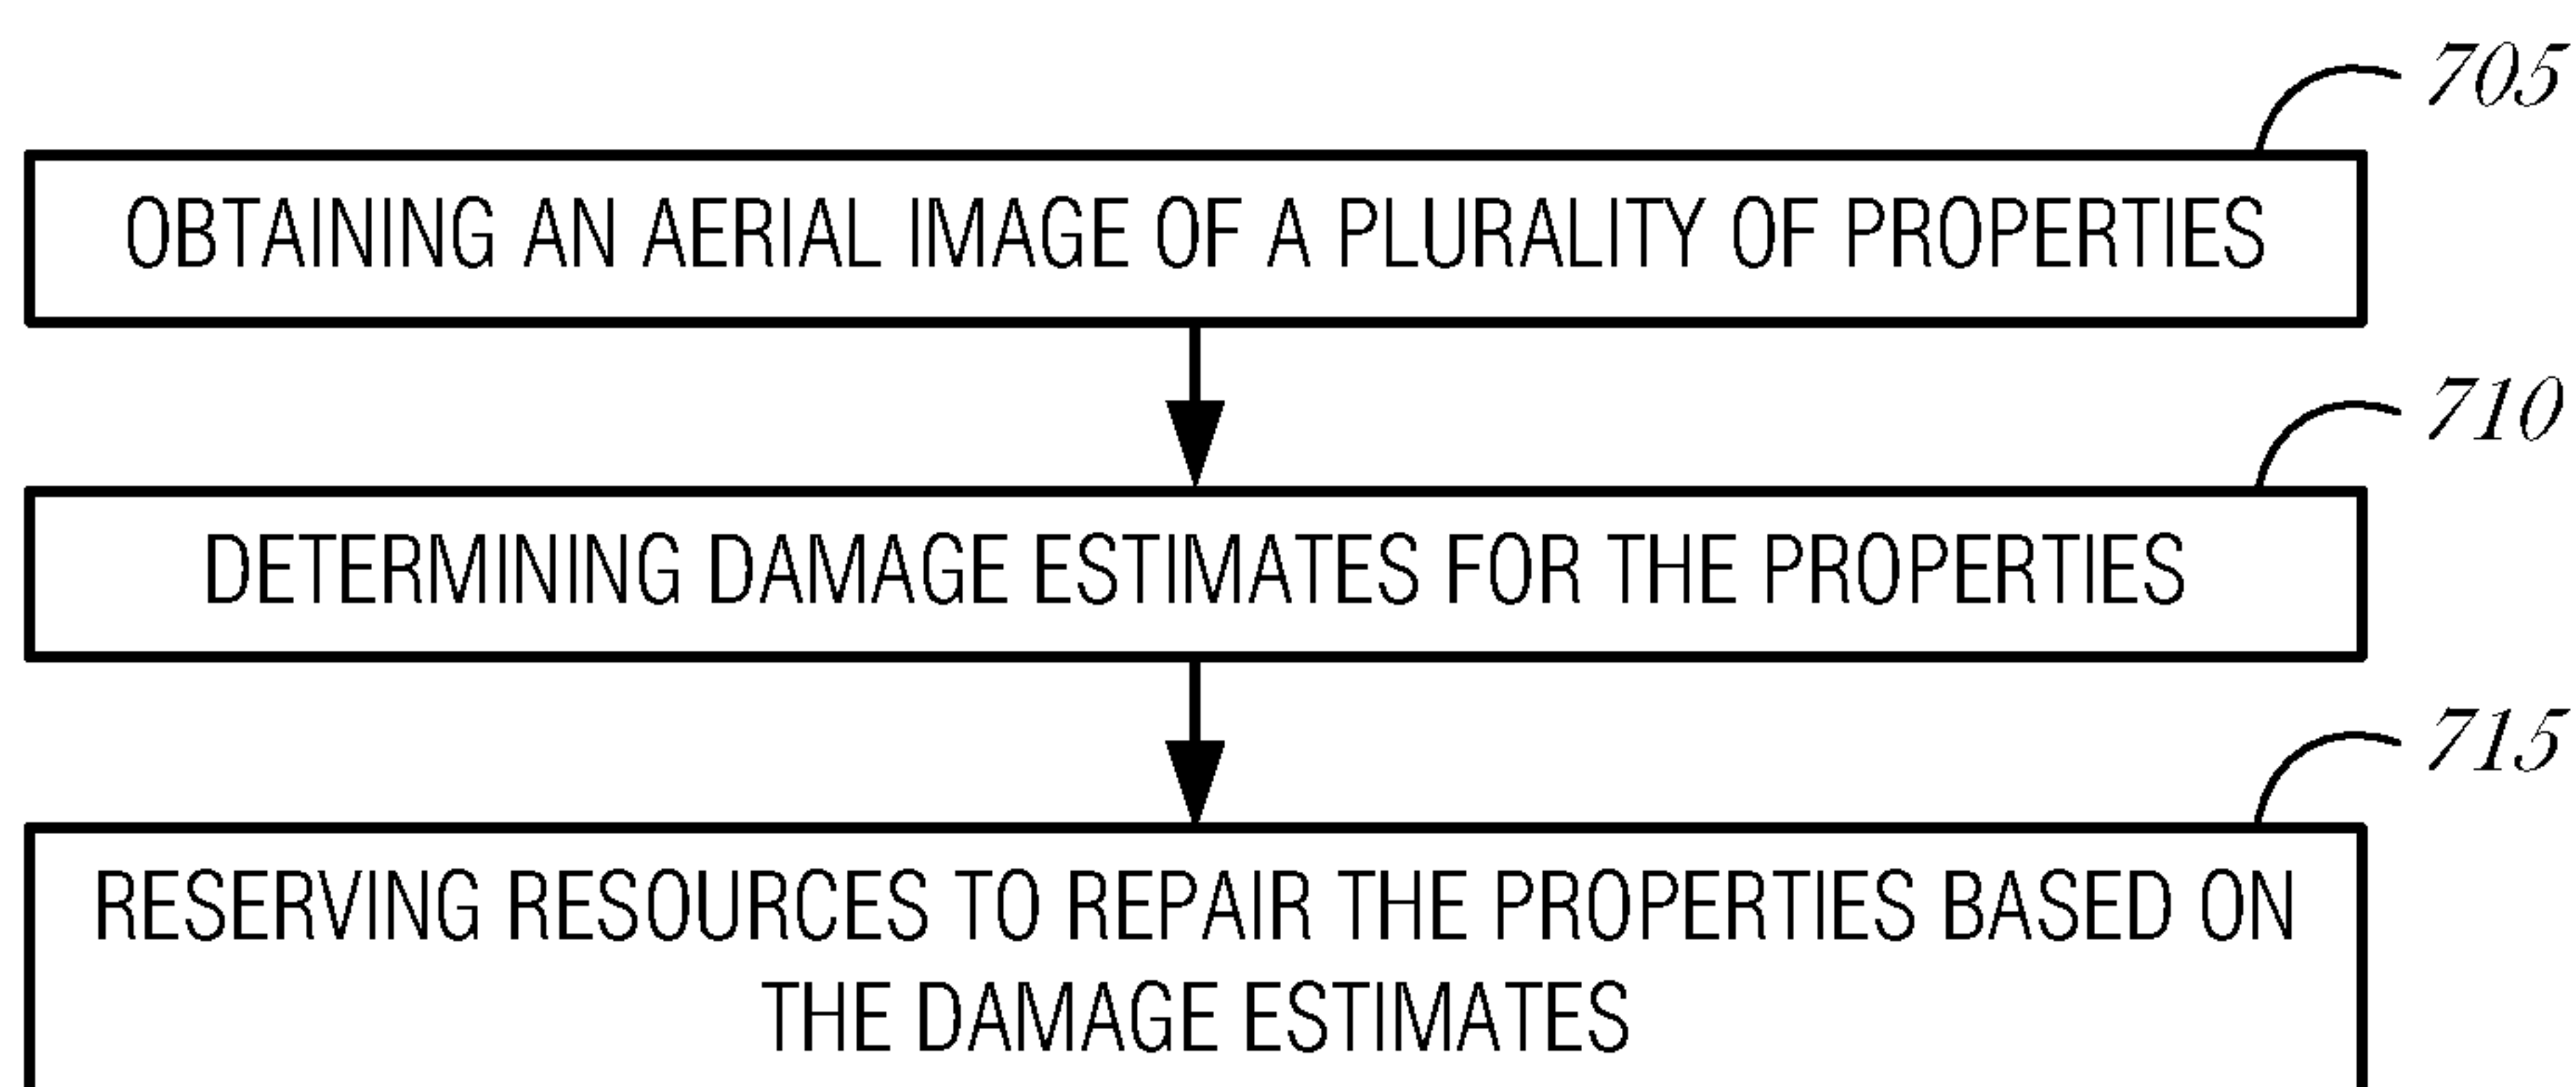 705
OBTAINING AN AERIAL IMAGE OF A PLURALITY OF PROPERTIES
710
DETERMINING DAMAGE ESTIMATES FOR THE PROPERTIES
715
RESERVING RESOURCES TO REPAIR THE PROPERTIES BASED ON
THE DAMAGE ESTIMATES